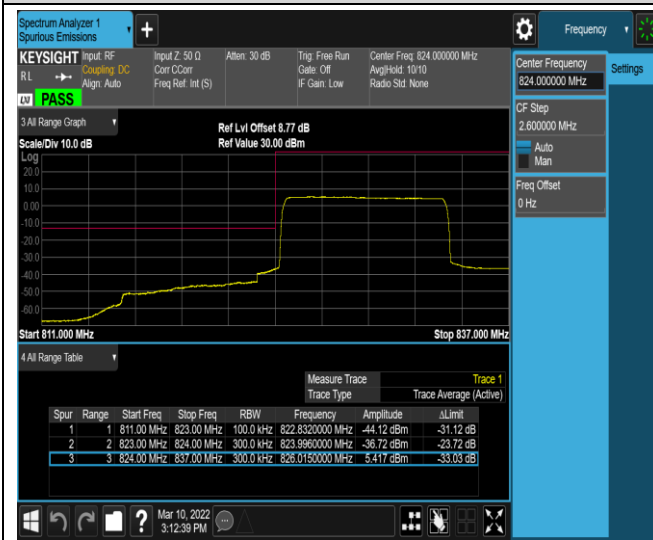 Spectrum Analyzer 1
Spurious Emissions
Frequency
KEYSIGHT Input: RF Input Z: 50 Ω Atten: 30 dB Trig: Free Run Center Freq: 824.000000 MHz
RL Coupling: DC Corr CCorr Gate: Off Avg|Hold: 10/10
Align: Auto Freq Ref: Int (S) IF Gain: Low Radio Std: None
LXI PASS
Center Frequency
824.000000 MHz
Settings
CF Step
2.600000 MHz
Auto
Man
Freq Offset
0 Hz
3 All Range Graph
Ref Lvl Offset 8.77 dB
Scale/Div 10.0 dB Ref Value 30.00 dBm
Log
20.0
10.0
0.00
-10.0
-20.0
-30.0
-40.0
-50.0
-60.0
Start 811.000 MHz Stop 837.000 MHz
4 All Range Table
Measure Trace Trace 1
Trace Type Trace Average (Active)
Spur Range Start Freq Stop Freq RBW Frequency Amplitude ΔLimit
1 1 811.00 MHz 823.00 MHz 100.0 kHz 822.8320000 MHz -44.12 dBm -31.12 dB
2 2 823.00 MHz 824.00 MHz 300.0 kHz 823.9960000 MHz -36.72 dBm -23.72 dB
3 3 824.00 MHz 837.00 MHz 300.0 kHz 826.0150000 MHz 5.417 dBm -33.03 dB
Mar 10, 2022
3:12:39 PM